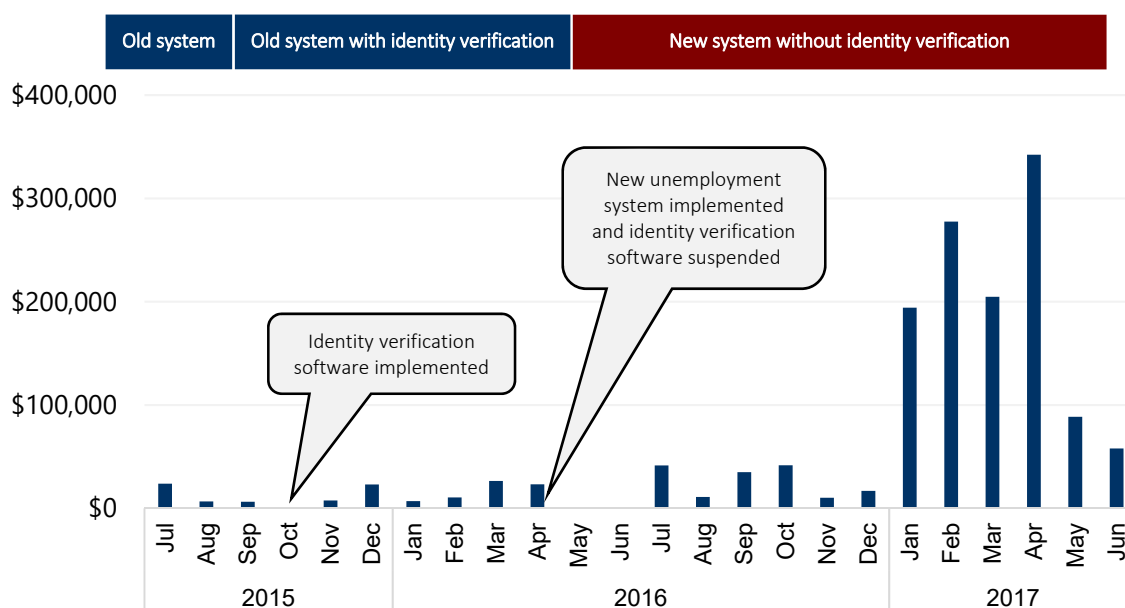 Old system Old system with identity verification New system without identity verification
$400,000
$300,000
$200,000
$100,000
$0
New unemployment
system implemented
and identity verification
software suspended
Identity verification
software implemented
Jul Aug Sep Oct Nov Dec Jan Feb Mar Apr May Jun Jul Aug Sep Oct Nov Dec Jan Feb Mar Apr May Jun
2015 2016 2017